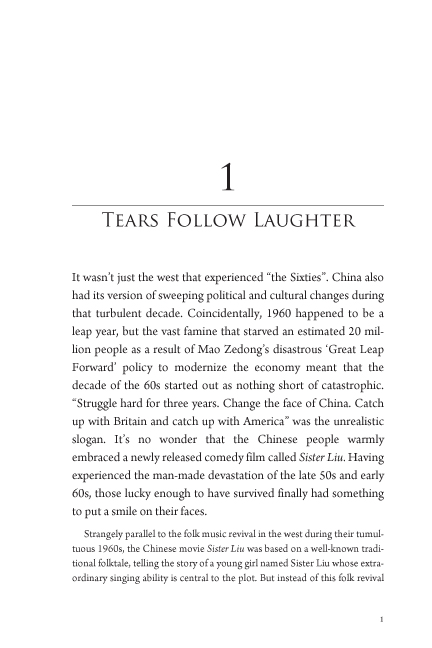 1
Tears Follow Laughter
It wasn’t just the west that experienced “the Sixties”. China also
had its version of sweeping political and cultural changes during
that turbulent decade. Coincidentally, 1960 happened to be a
leap year, but the vast famine that starved an estimated 20 mil-
lion people as a result of Mao Zedong’s disastrous ‘Great Leap
Forward’ policy to modernize the economy meant that the
decade of the 60s started out as nothing short of catastrophic.
“Struggle hard for three years. Change the face of China. Catch
up with Britain and catch up with America” was the unrealistic
slogan. It’s no wonder that the Chinese people warmly
embraced a newly released comedy film called Sister Liu. Having
experienced the man-made devastation of the late 50s and early
60s, those lucky enough to have survived finally had something
to put a smile on their faces.
Strangely parallel to the folk music revival in the west during their tumul-
tuous 1960s, the Chinese movie Sister Liu was based on a well-known tradi-
tional folktale, telling the story of a young girl named Sister Liu whose extra-
ordinary singing ability is central to the plot. But instead of this folk revival
1